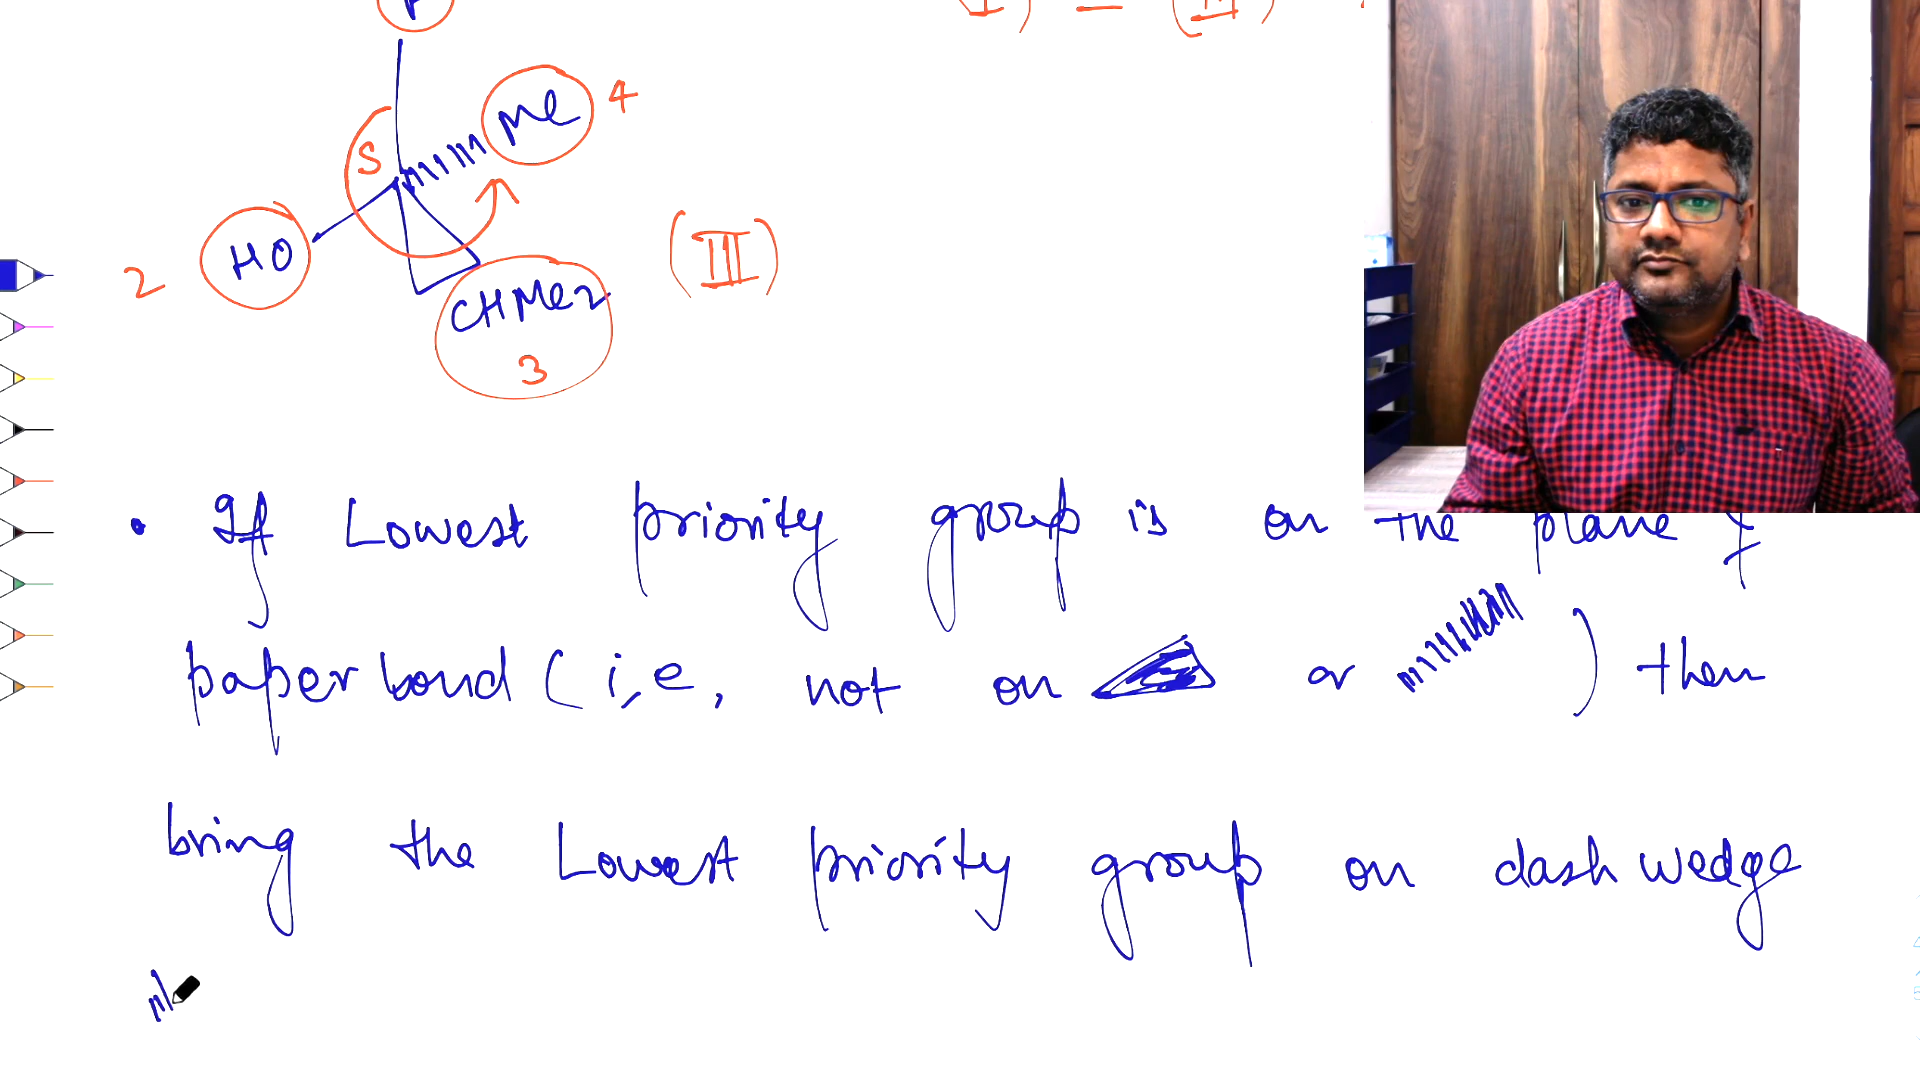 (I) = (II)
F
Me 4
S
2 HO
(III)
CHMe2
3
• If Lowest priority group is on the plane of
paper bond (i,e, not on or ) then
bring the Lowest priority group on dash wedge